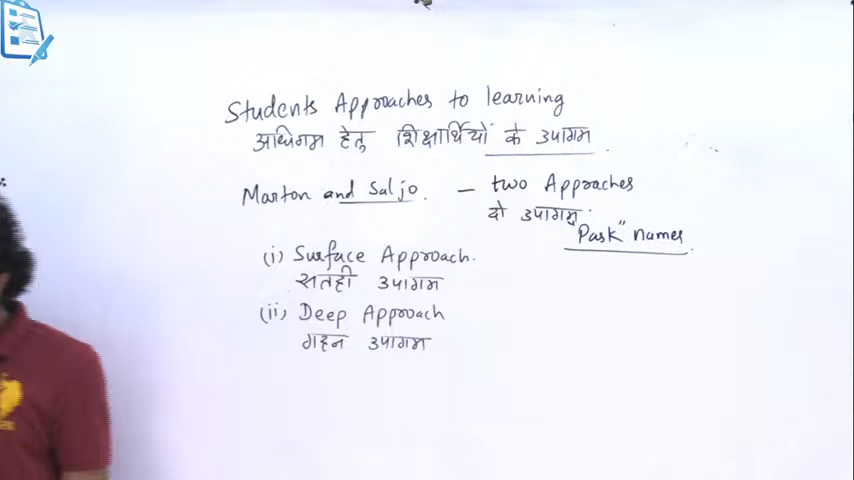 Students Approaches to learning
अधिगम हेतु शिक्षार्थियों के उपागम
Marton and Saljo. – two Approaches
दो उपागम
"Pask" names
(i) Surface Approach.
सतही उपागम
(ii) Deep Approach
गहन उपागम